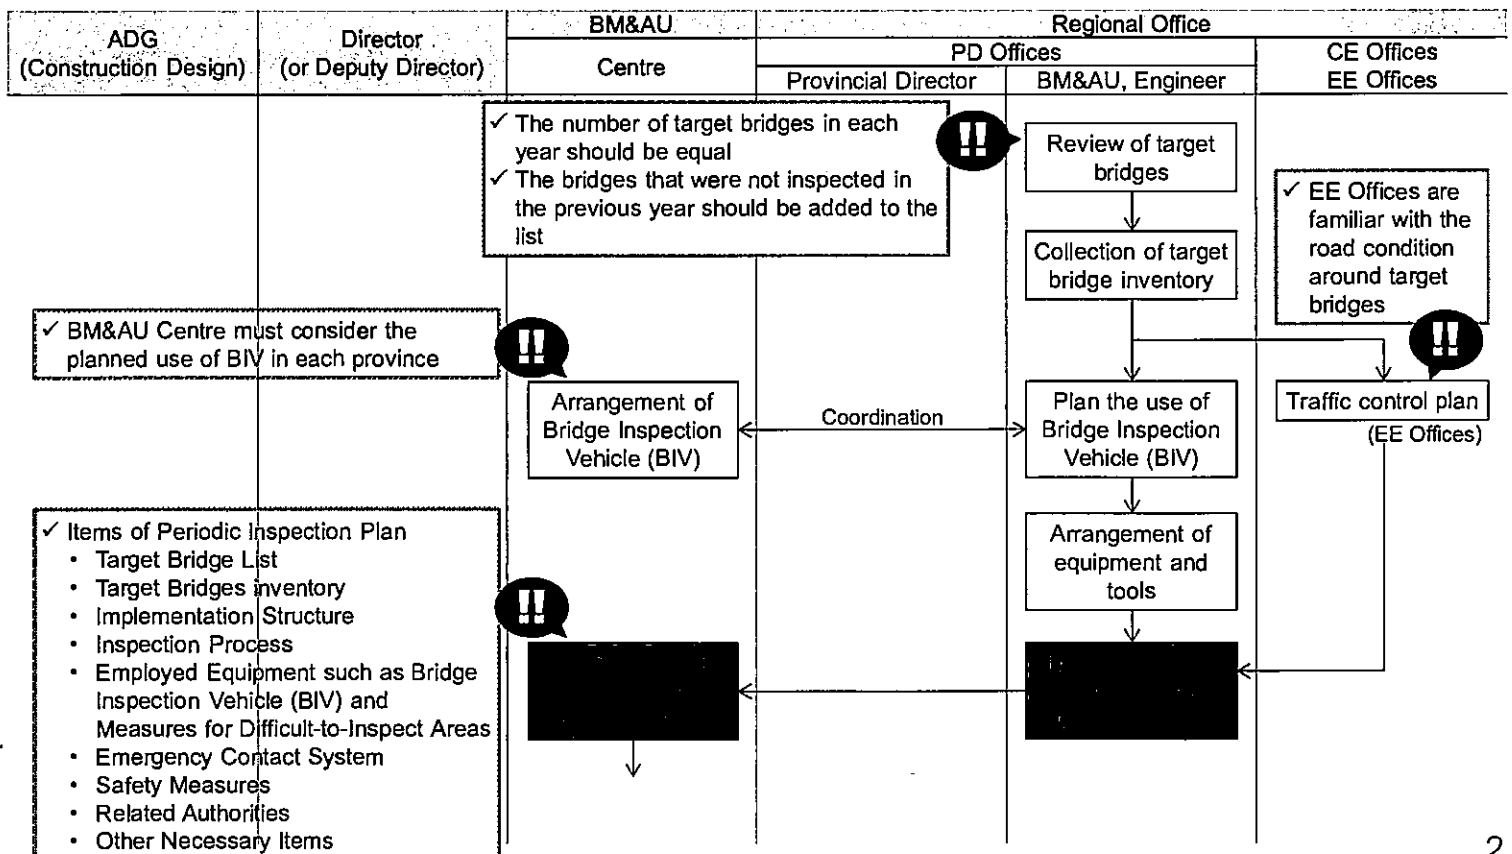 ADG
(Construction Design)
Director
(or Deputy Director)
BM&AU
Centre
Regional Office
PD Offices
Provincial Director
BM&AU, Engineer
CE Offices
EE Offices
✓ The number of target bridges in each
year should be equal
✓ The bridges that were not inspected in
the previous year should be added to the
list
!!
Review of target
bridges
✓ EE Offices are
familiar with the
road condition
around target
bridges
Collection of target
bridge inventory
✓ BM&AU Centre must consider the
planned use of BIV in each province
!!
!!
Arrangement of
Bridge Inspection
Vehicle (BIV)
Coordination
Plan the use of
Bridge Inspection
Vehicle (BIV)
Traffic control plan
(EE Offices)
✓ Items of Periodic Inspection Plan
• Target Bridge List
• Target Bridges inventory
• Implementation Structure
• Inspection Process
• Employed Equipment such as Bridge
Inspection Vehicle (BIV) and
Measures for Difficult-to-Inspect Areas
• Emergency Contact System
• Safety Measures
• Related Authorities
• Other Necessary Items
!!
Arrangement of
equipment and
tools
2